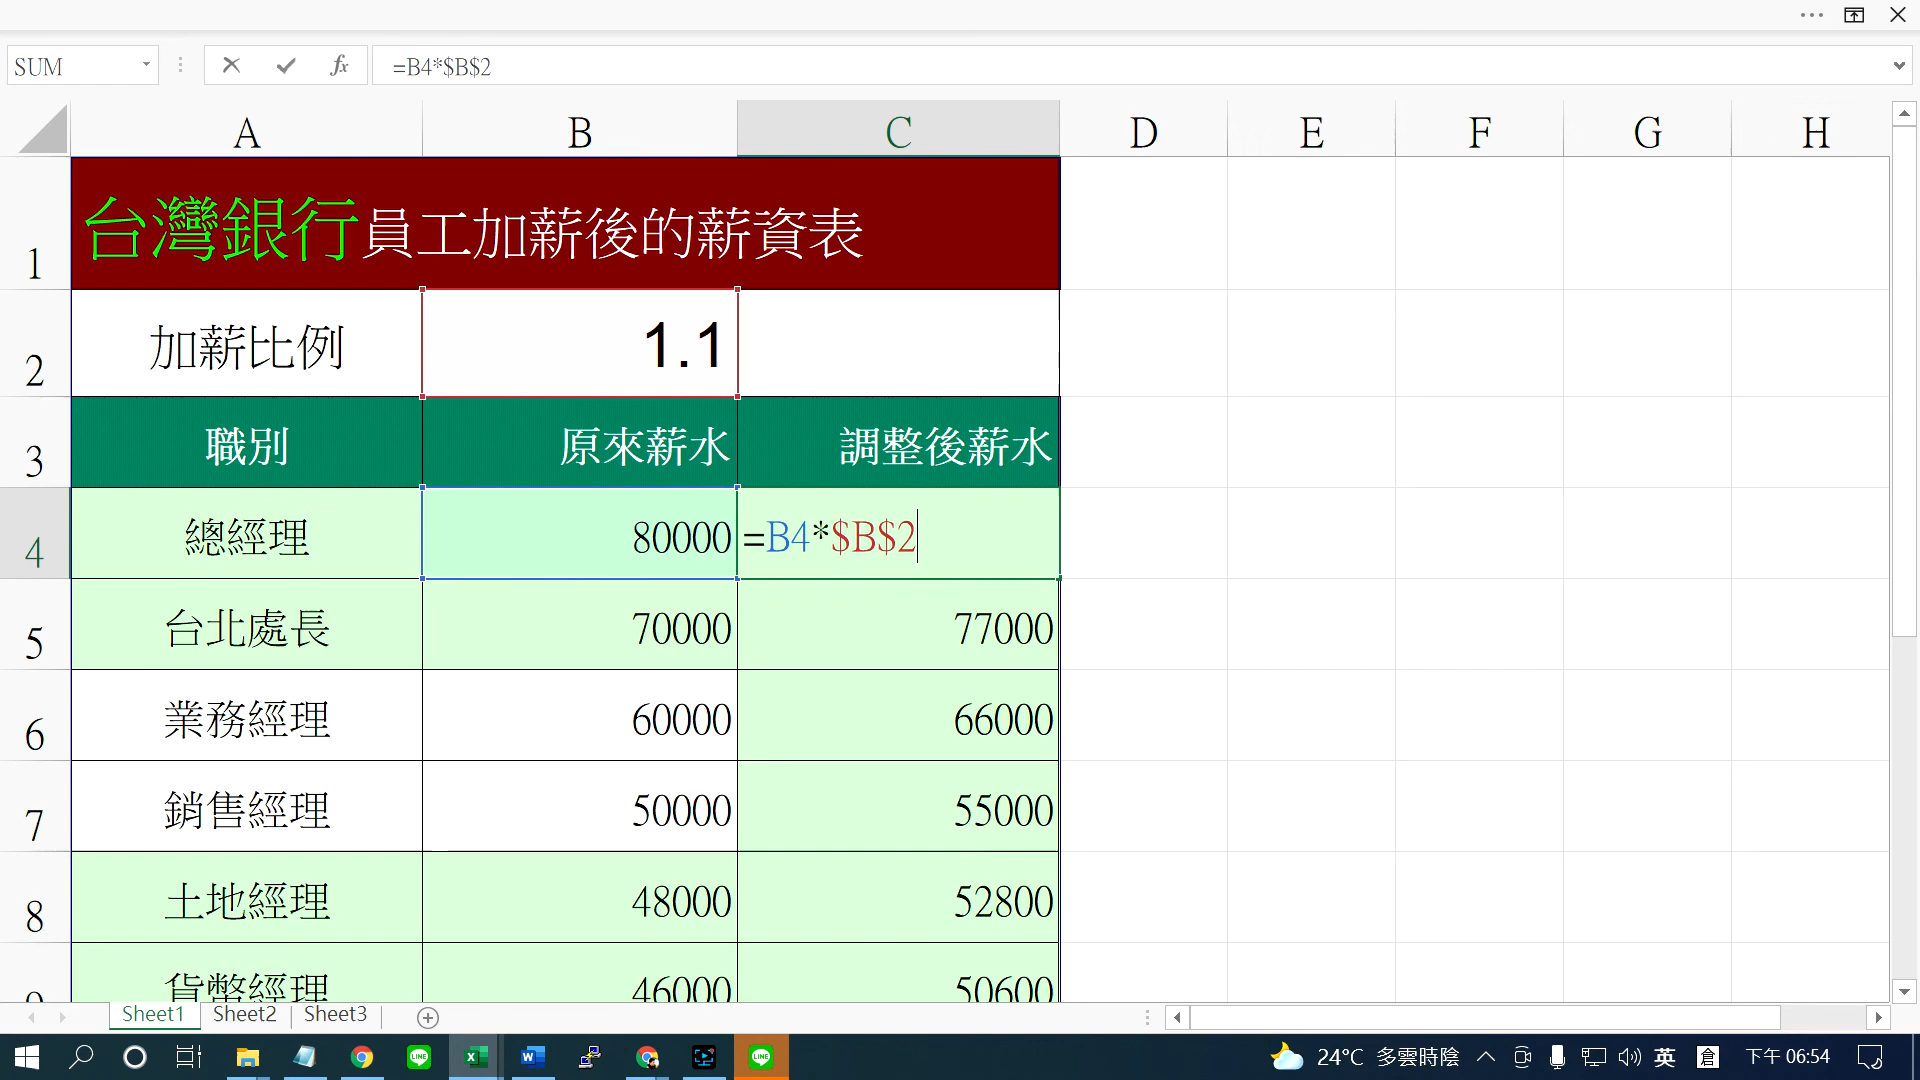 SUM
=B4*$B$2
A B C D E F G H
1 台灣銀行員工加薪後的薪資表
2 加薪比例 1.1
3 職別 原來薪水 調整後薪水
4 總經理 80000 =B4*$B$2
5 台北處長 70000 77000
6 業務經理 60000 66000
7 銷售經理 50000 55000
8 土地經理 48000 52800
9 貨幣經理 46000 50600
Sheet1 Sheet2 Sheet3
24°C 多雲時陰 英 倉 下午 06:54